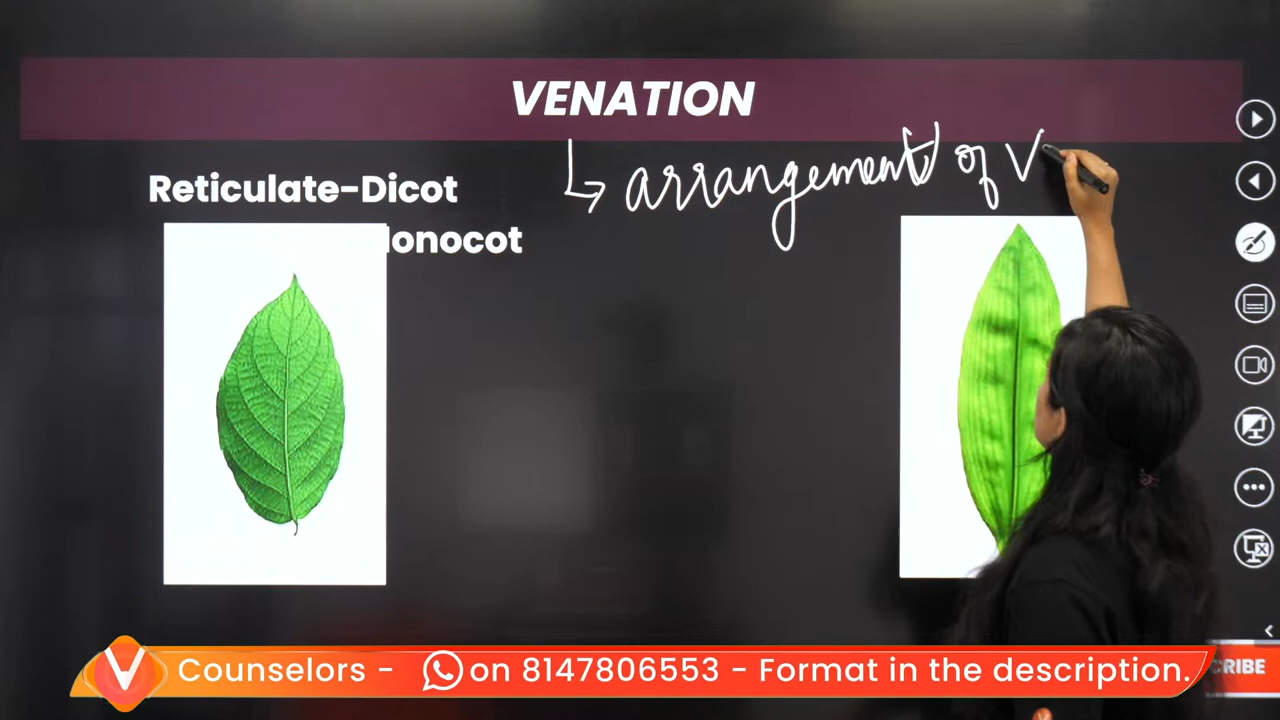 VENATION
arrangement of V
Reticulate-Dicot
onocot
Counselors - on 8147806553 - Format in the description.
CRIBE